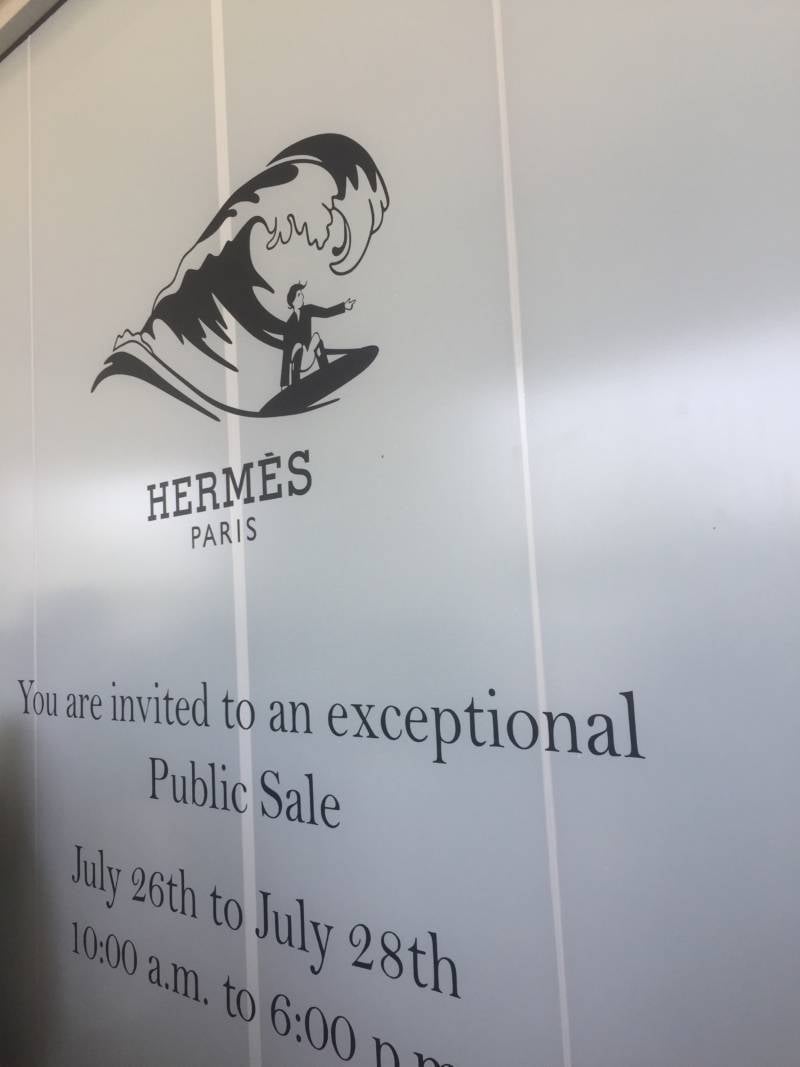 HERMÈS
PARIS
You are invited to an exceptional
Public Sale
July 26th to July 28th
10:00 a.m. to 6:00 p.m